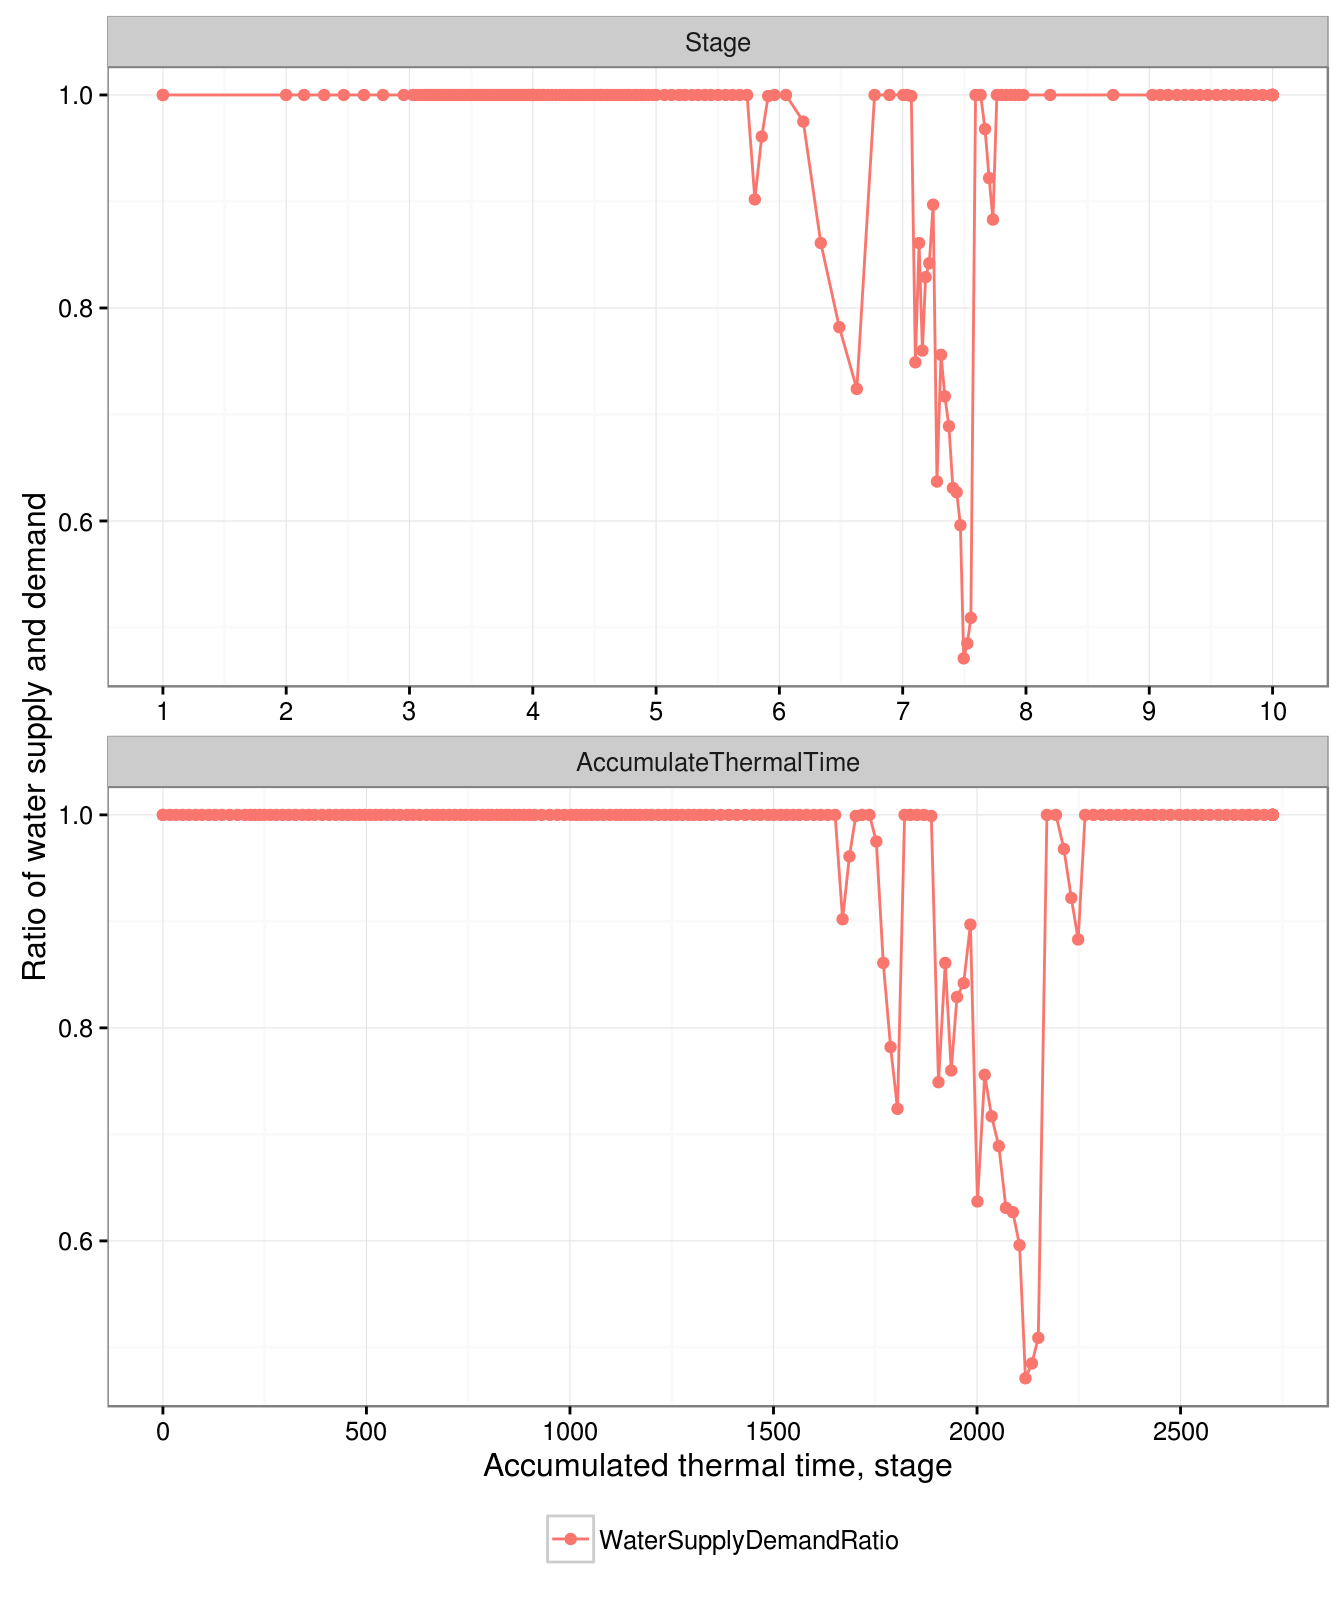 Stage
1.0
0.8
0.6
1 2 3 4 5 6 7 8 9 10
Ratio of water supply and demand
AccumulateThermalTime
1.0
0.8
0.6
0 500 1000 1500 2000 2500
Accumulated thermal time, stage
WaterSupplyDemandRatio